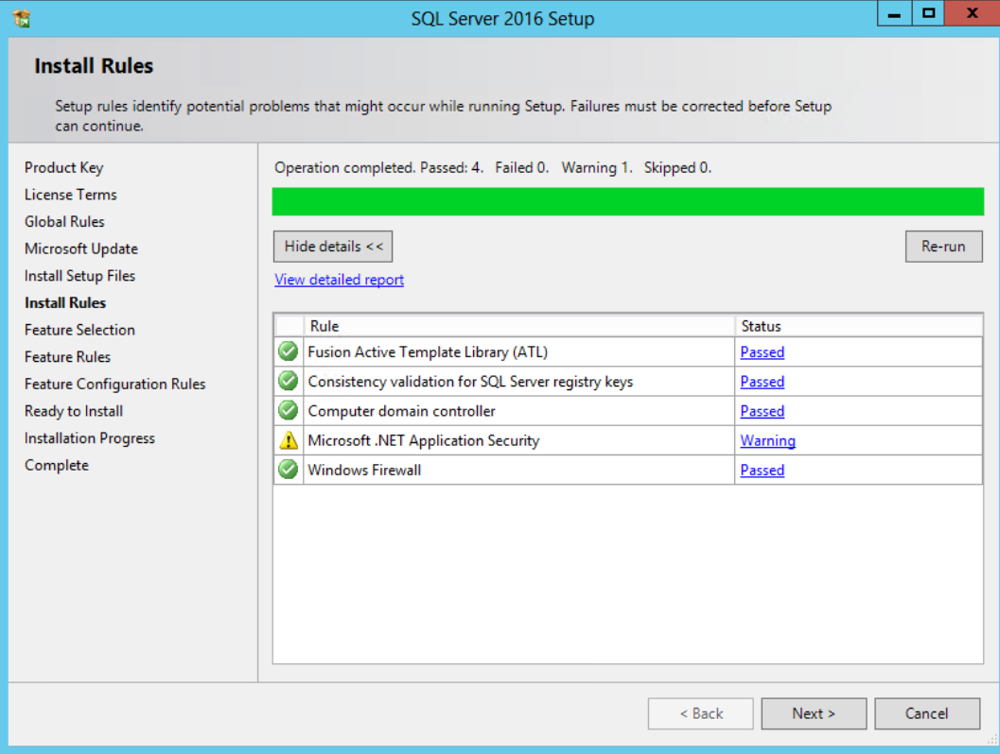 SQL Server 2016 Setup
Install Rules
Setup rules identify potential problems that might occur while running Setup. Failures must be corrected before Setup
can continue.
Product Key
License Terms
Global Rules
Microsoft Update
Install Setup Files
Install Rules
Feature Selection
Feature Rules
Feature Configuration Rules
Ready to Install
Installation Progress
Complete
Operation completed. Passed: 4.   Failed 0.   Warning 1.   Skipped 0.
Hide details <<
Re-run
View detailed report
Rule Status
Fusion Active Template Library (ATL) Passed
Consistency validation for SQL Server registry keys Passed
Computer domain controller Passed
Microsoft .NET Application Security Warning
Windows Firewall Passed
< Back
Next >
Cancel